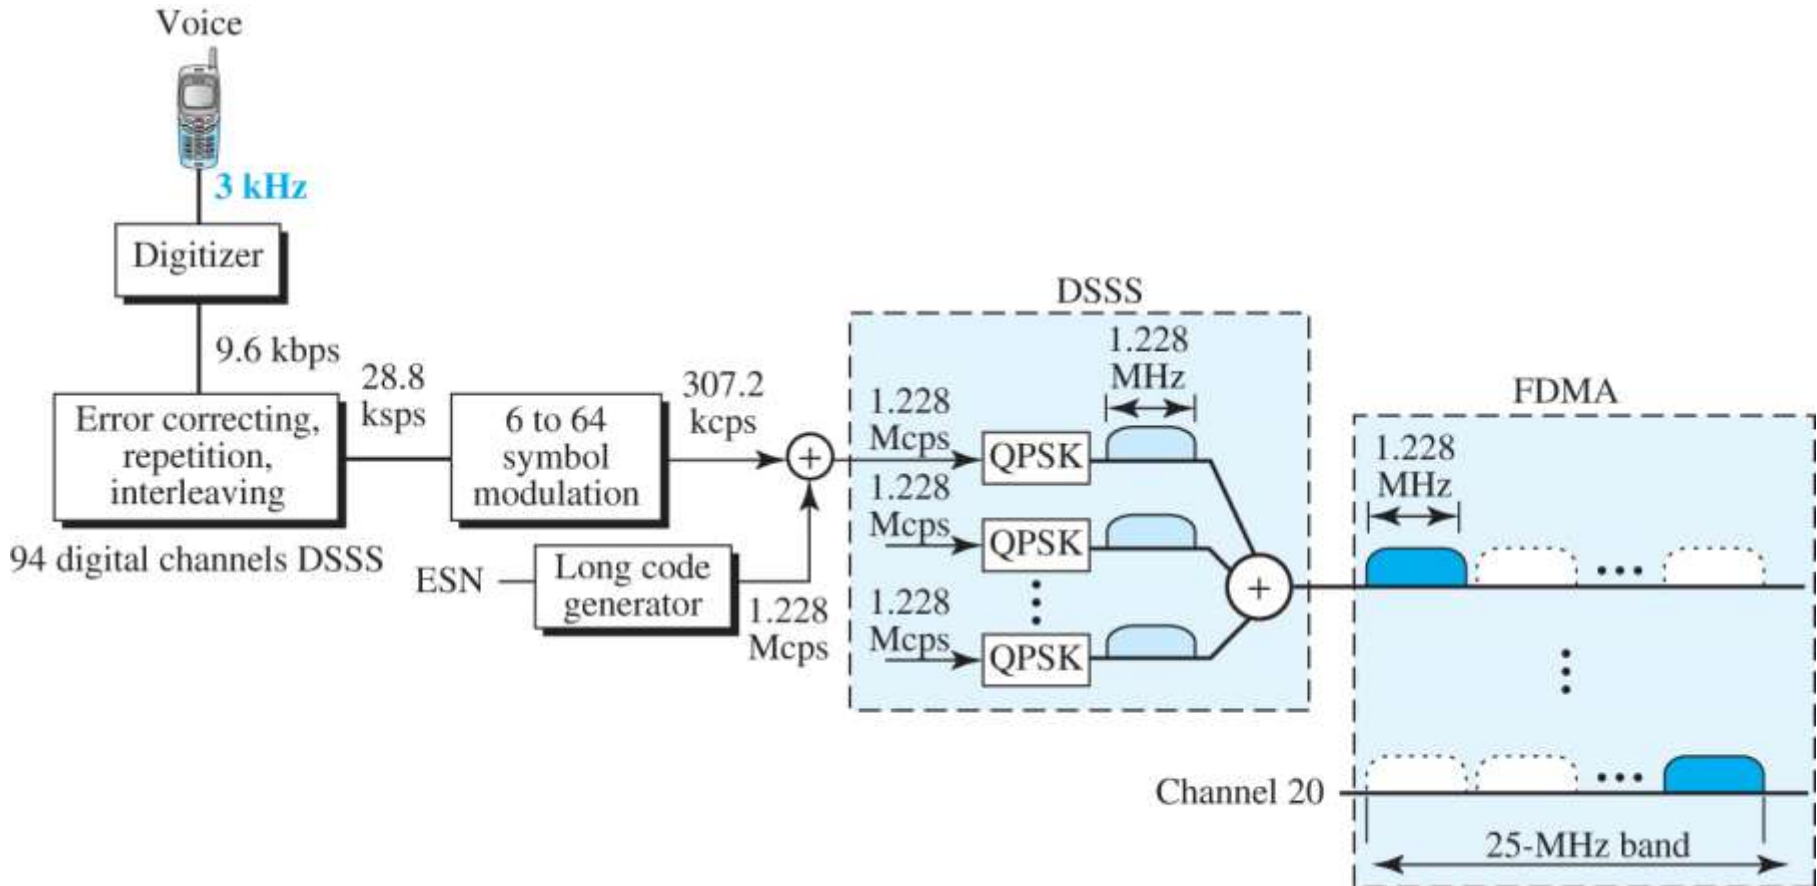 Voice
3 kHz
Digitizer
9.6 kbps
Error correcting,
repetition,
interleaving
28.8
ksps
6 to 64
symbol
modulation
307.2
kcps
+
94 digital channels DSSS
ESN
Long code
generator
1.228
Mcps
DSSS
1.228
MHz
1.228
Mcps
QPSK
1.228
Mcps
QPSK
1.228
Mcps
QPSK
+
FDMA
1.228
MHz
Channel 20
25-MHz band